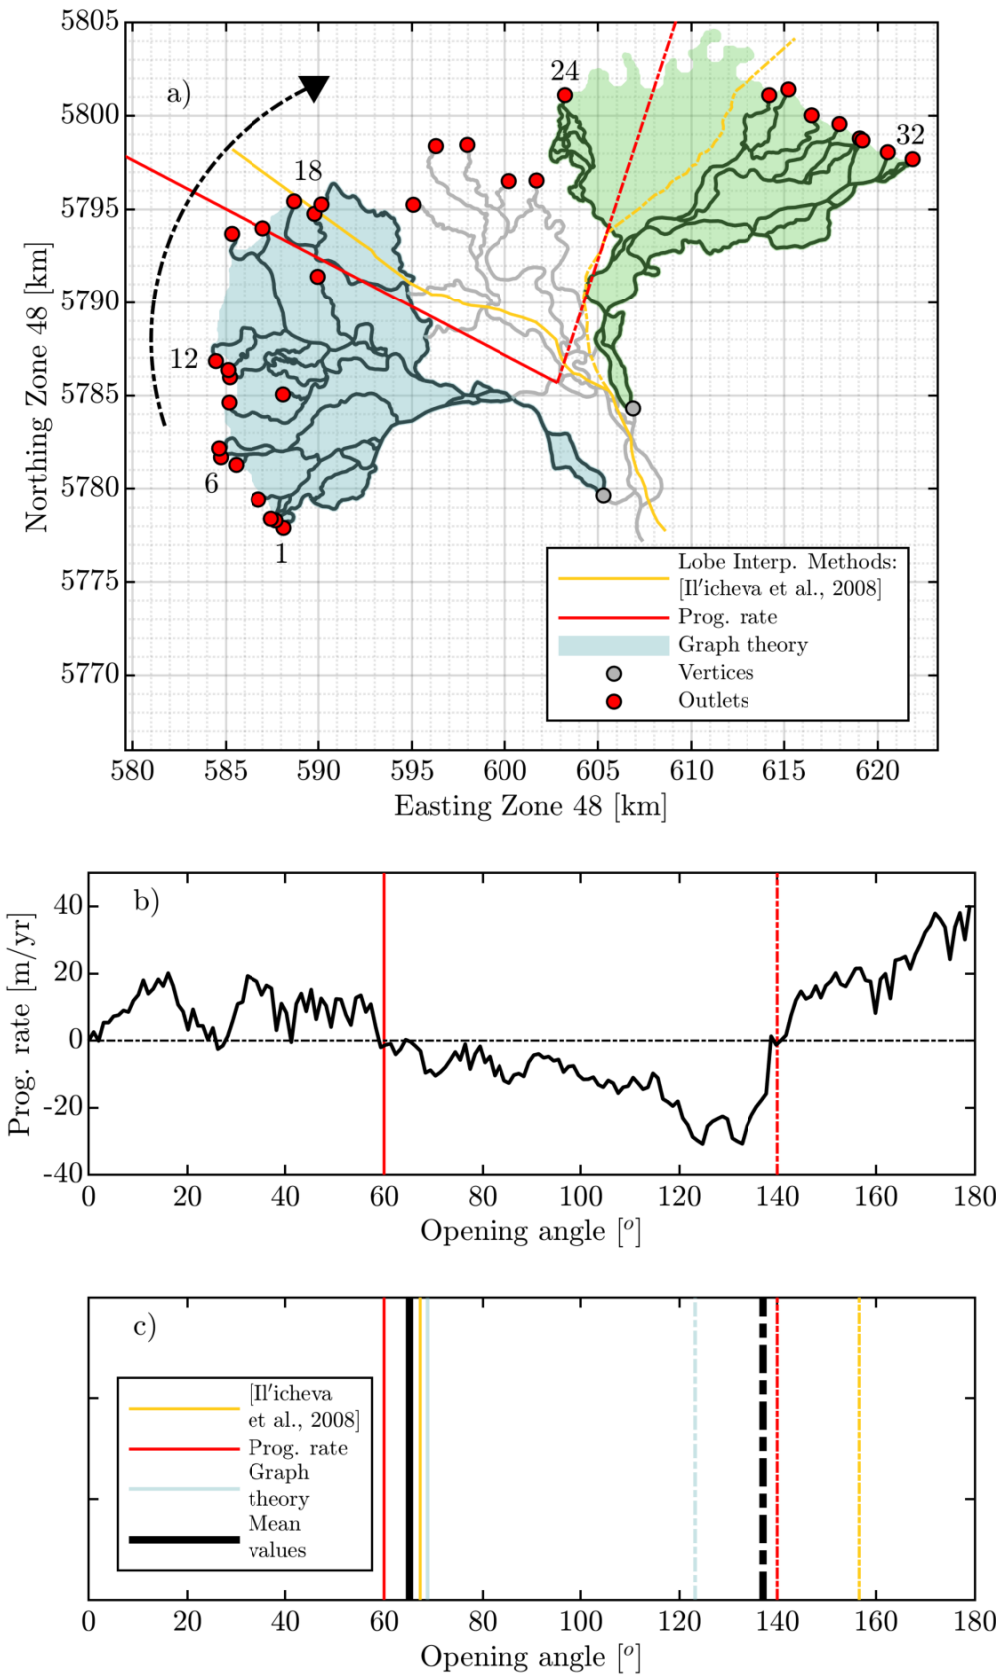 5805
5800
5795
5790
5785
5780
5775
5770
Northing Zone 48 [km]
a)
24
32
18
12
6
1
Lobe Interp. Methods:
[Il′icheva et al., 2008]
Prog. rate
Graph theory
Vertices
Outlets
580 585 590 595 600 605 610 615 620
Easting Zone 48 [km]
b)
40
20
0
-20
-40
Prog. rate [m/yr]
0 20 40 60 80 100 120 140 160 180
Opening angle [°]
c)
[Il′icheva
et al., 2008]
Prog. rate
Graph
theory
Mean
values
0 20 40 60 80 100 120 140 160 180
Opening angle [°]